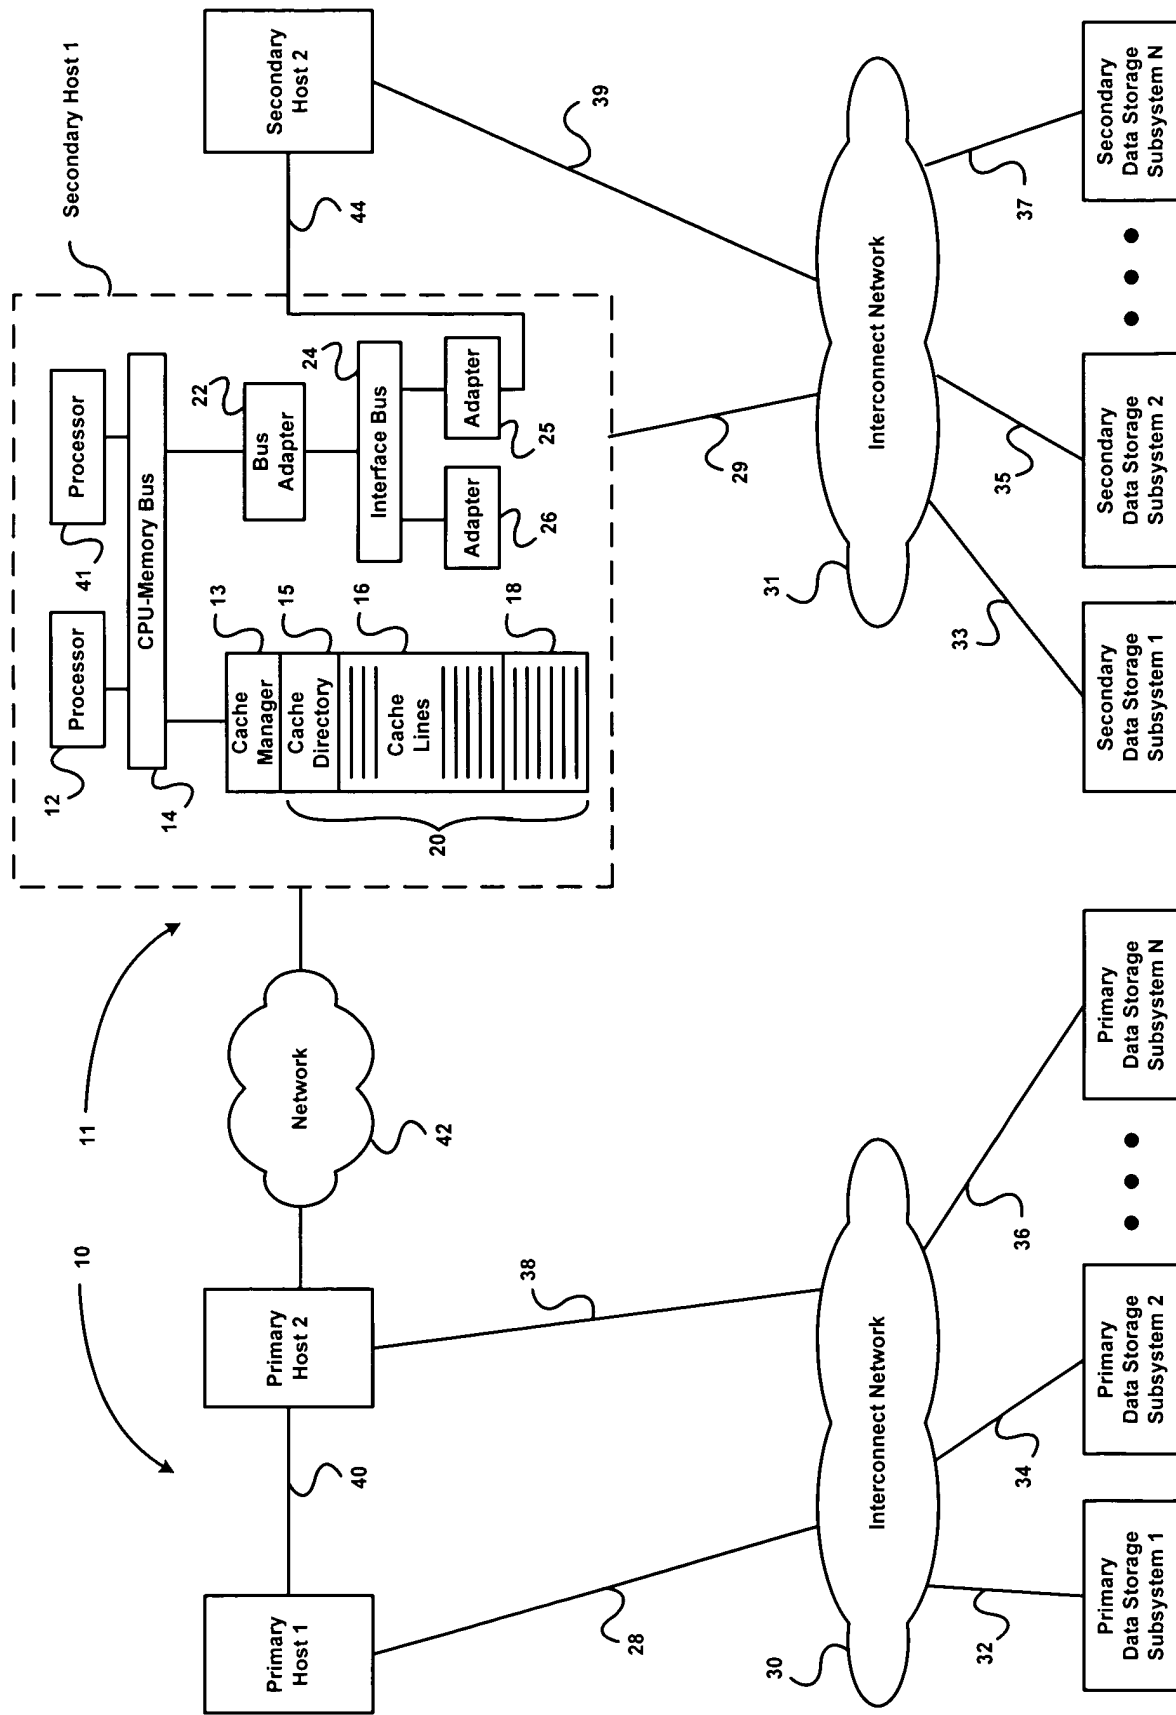 Secondary Host 1
10
11
Primary
Host 1
40
Primary
Host 2
Network
42
12
Processor
41
Processor
14
CPU-Memory Bus
Cache
Manager
13
Cache
Directory
15
Cache
Lines
16
18
20
22
Bus
Adapter
24
Interface Bus
Adapter
26
Adapter
25
44
Secondary
Host 2
28
38
29
39
30
Interconnect Network
31
Interconnect Network
32
34
36
33
35
37
Primary
Data Storage
Subsystem 1
Primary
Data Storage
Subsystem 2
Primary
Data Storage
Subsystem N
Secondary
Data Storage
Subsystem 1
Secondary
Data Storage
Subsystem 2
Secondary
Data Storage
Subsystem N